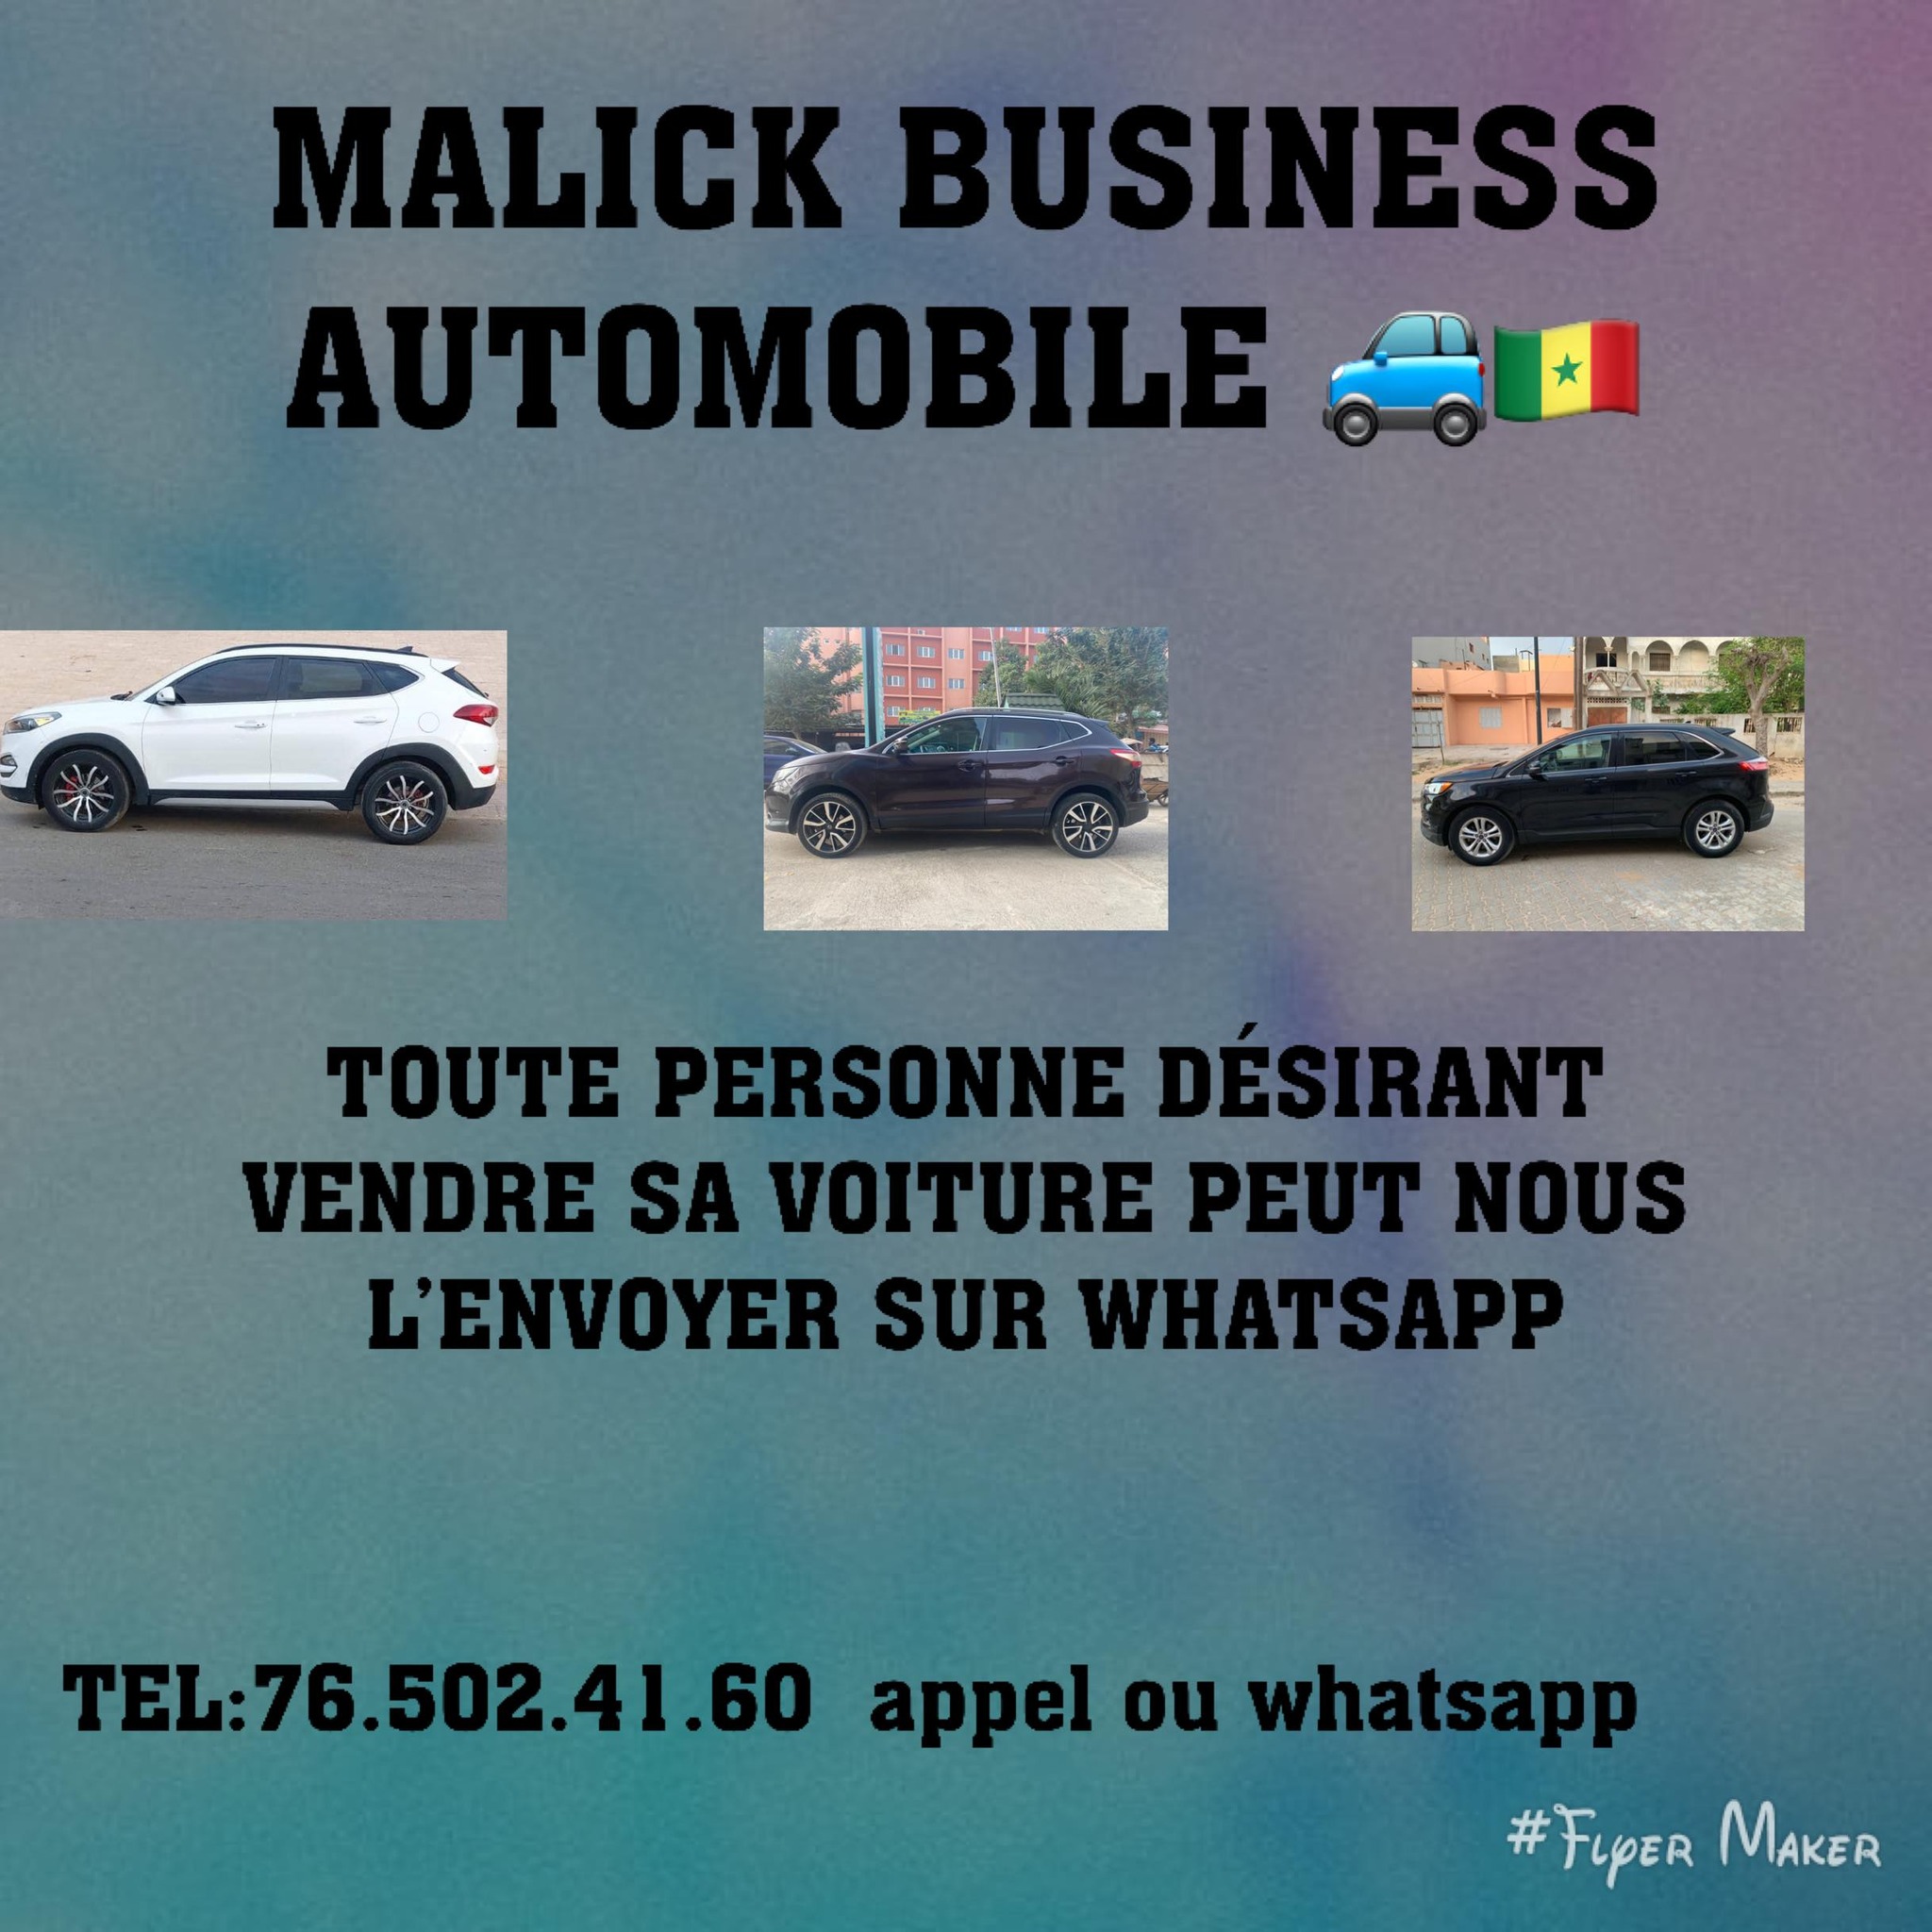 MALICK BUSINESS
AUTOMOBILE 🚙🇸🇳
TOUTE PERSONNE DÉSIRANT
VENDRE SA VOITURE PEUT NOUS
L'ENVOYER SUR WHATSAPP
TEL:76.502.41.60 appel ou whatsapp
#Flyer Maker